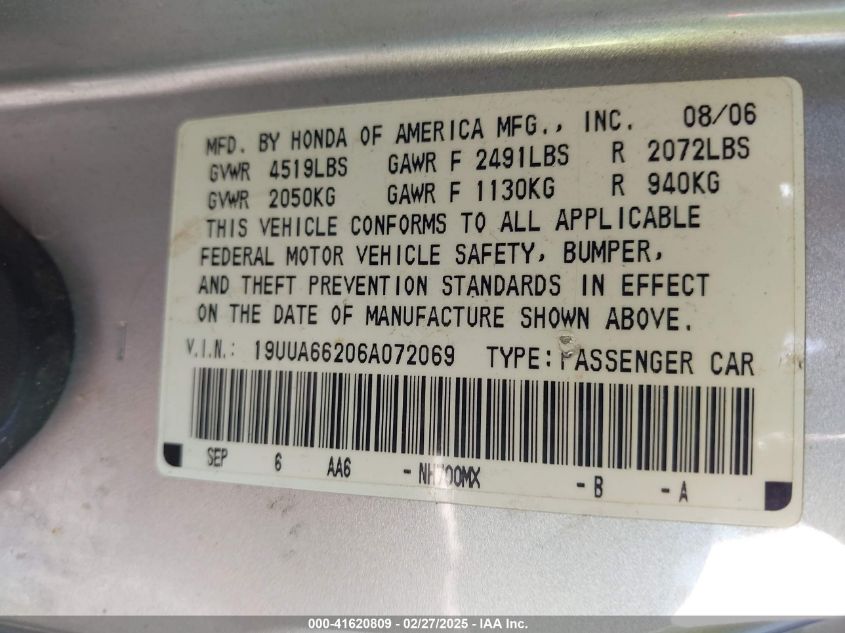 MFD. BY HONDA OF AMERICA MFG., INC. 08/06
GVWR 4519LBS GAWR F 2491LBS R 2072LBS
GVWR 2050KG GAWR F 1130KG R 940KG
THIS VEHICLE CONFORMS TO ALL APPLICABLE
FEDERAL MOTOR VEHICLE SAFETY, BUMPER,
AND THEFT PREVENTION STANDARDS IN EFFECT
ON THE DATE OF MANUFACTURE SHOWN ABOVE.
V.I.N.: 19UUA66206A072069 TYPE: PASSENGER CAR
SEP 6 AA6 - NH700MX - B - A
000-41620809 - 02/27/2025 - IAA Inc.